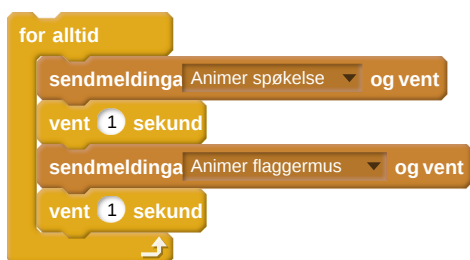 for alltid
sendmeldinga Animer spøkelse og vent
vent 1 sekund
sendmeldinga Animer flaggermus og vent
vent 1 sekund